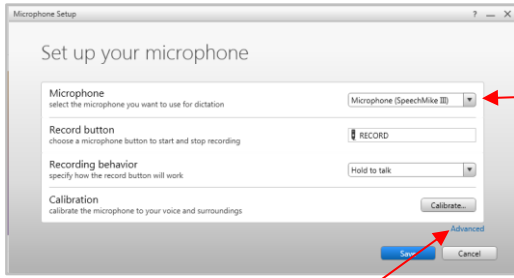 Microphone Setup
? — X
Set up your microphone
Microphone
select the microphone you want to use for dictation
Microphone (SpeechMike III)
Record button
choose a microphone button to start and stop recording
RECORD
Recording behavior
specify how the record button will work
Hold to talk
Calibration
calibrate the microphone to your voice and surroundings
Calibrate...
Advanced
Save
Cancel